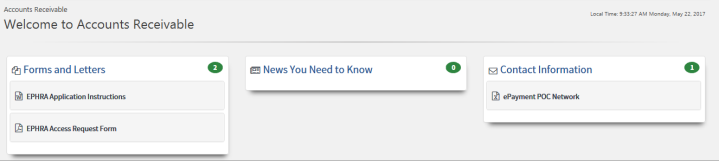 Accounts Receivable
Local Time: 9:33:27 AM Monday, May 22, 2017
Welcome to Accounts Receivable
Forms and Letters 2
EPHRA Application Instructions
EPHRA Access Request Form
News You Need to Know 0
Contact Information 1
ePayment POC Network